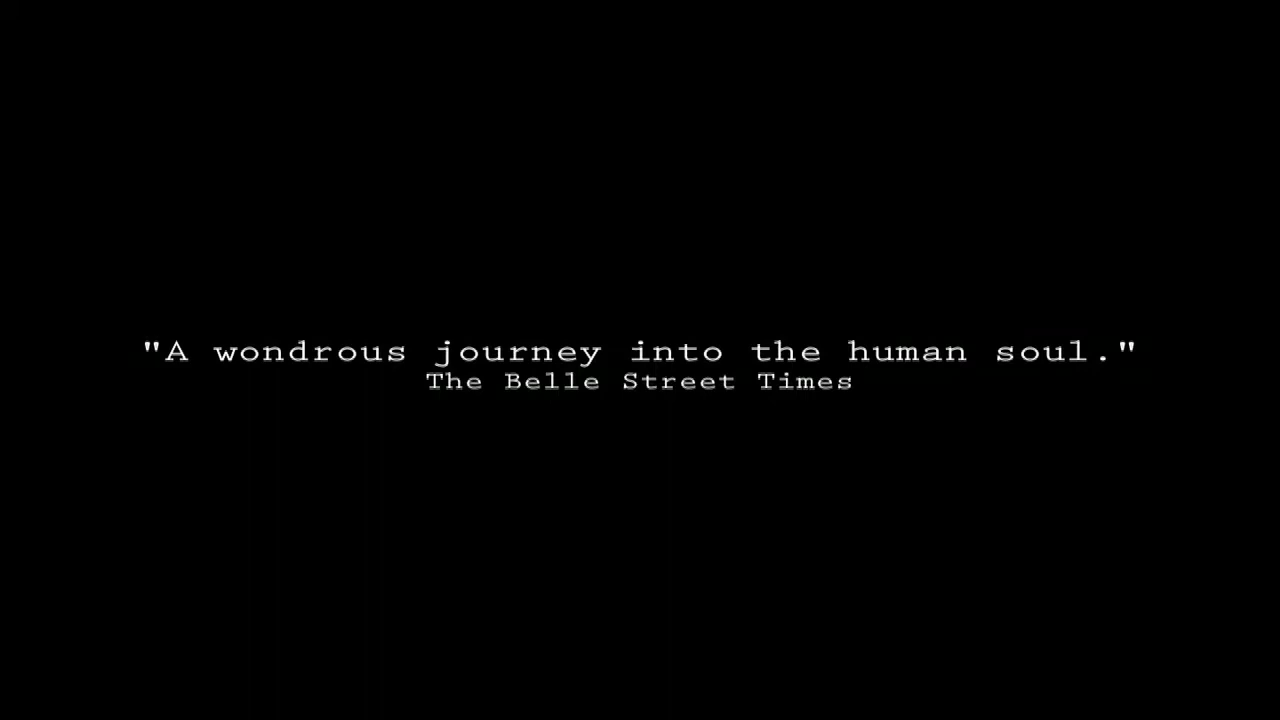 "A wondrous journey into the human soul."
The Belle Street Times